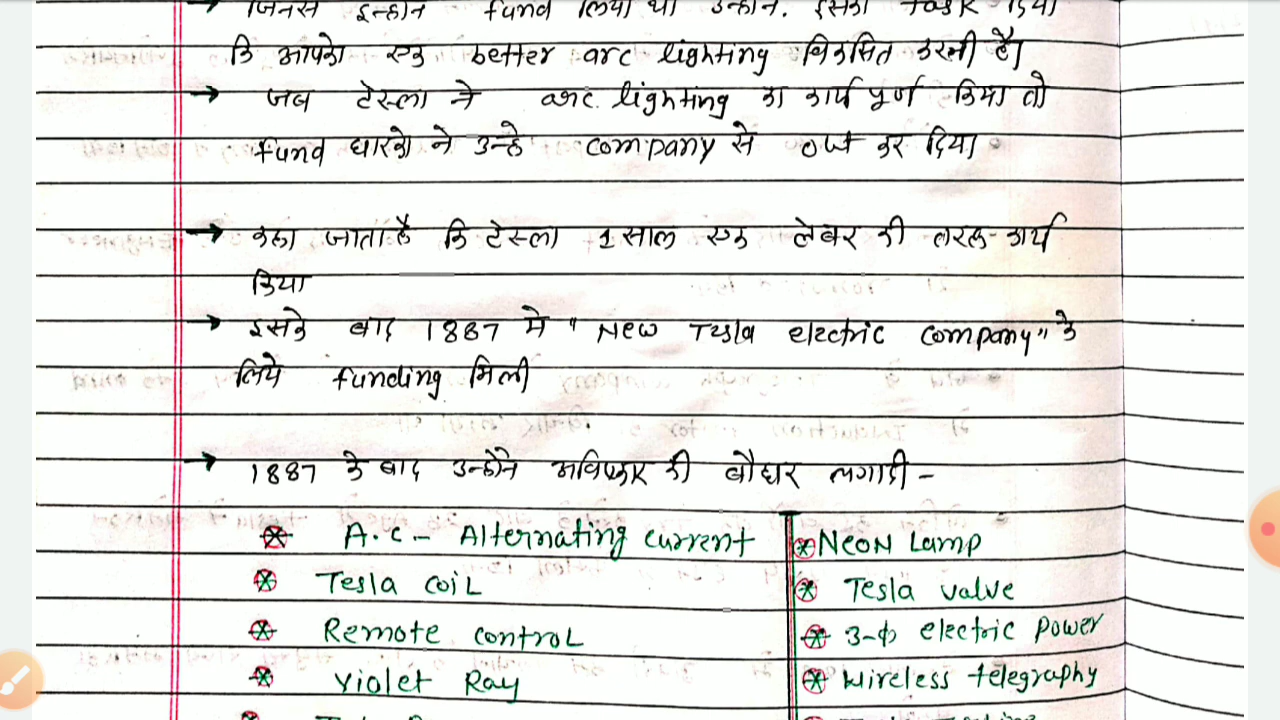 → जिनसे इन्होने fund लिया था उन्होने. इसको task दिया
कि आपको एक better arc lighting विकसित करनी है।
→ जब टेस्ला ने arc lighting का कार्य पूर्ण किया तो
fund धारको ने उन्हे company से out कर दिया
→ कहा जाता है कि टेस्ला 1 साल एक लेबर की तरह कार्य
किया
→ इसके बाद 1887 मे "New Tesla electric company" के
लिये funding मिली
→ 1887 के बाद उन्होने अविष्कार की बौछार लगादी -
A.C - Alternating current
Tesla coil
Remote control
Violet Ray
Neon Lamp
Tesla valve
3-ф electric power
wireless telegraphy